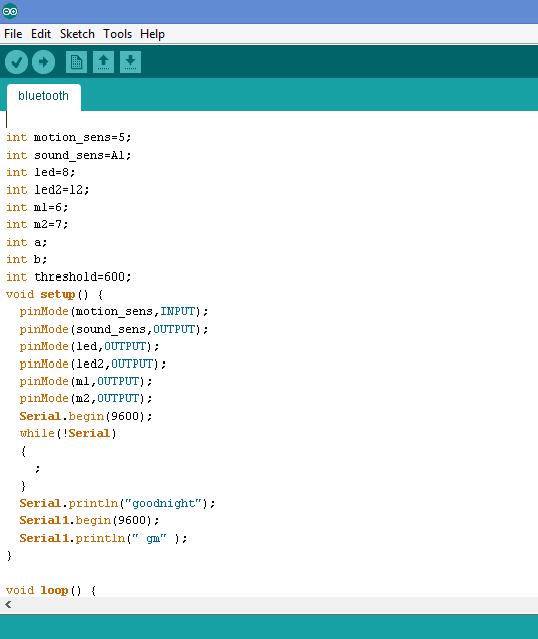 File Edit Sketch Tools Help
bluetooth
int motion_sens=5;
int sound_sens=A1;
int led=8;
int led2=12;
int m1=6;
int m2=7;
int a;
int b;
int threshold=600;
void setup() {
  pinMode(motion_sens,INPUT);
  pinMode(sound_sens,OUTPUT);
  pinMode(led,OUTPUT);
  pinMode(led2,OUTPUT);
  pinMode(m1,OUTPUT);
  pinMode(m2,OUTPUT);
  Serial.begin(9600);
  while(!Serial)
  {
    ;
  }
  Serial.println("goodnight");
  Serial1.begin(9600);
  Serial1.println(" gm" );
}
void loop() {